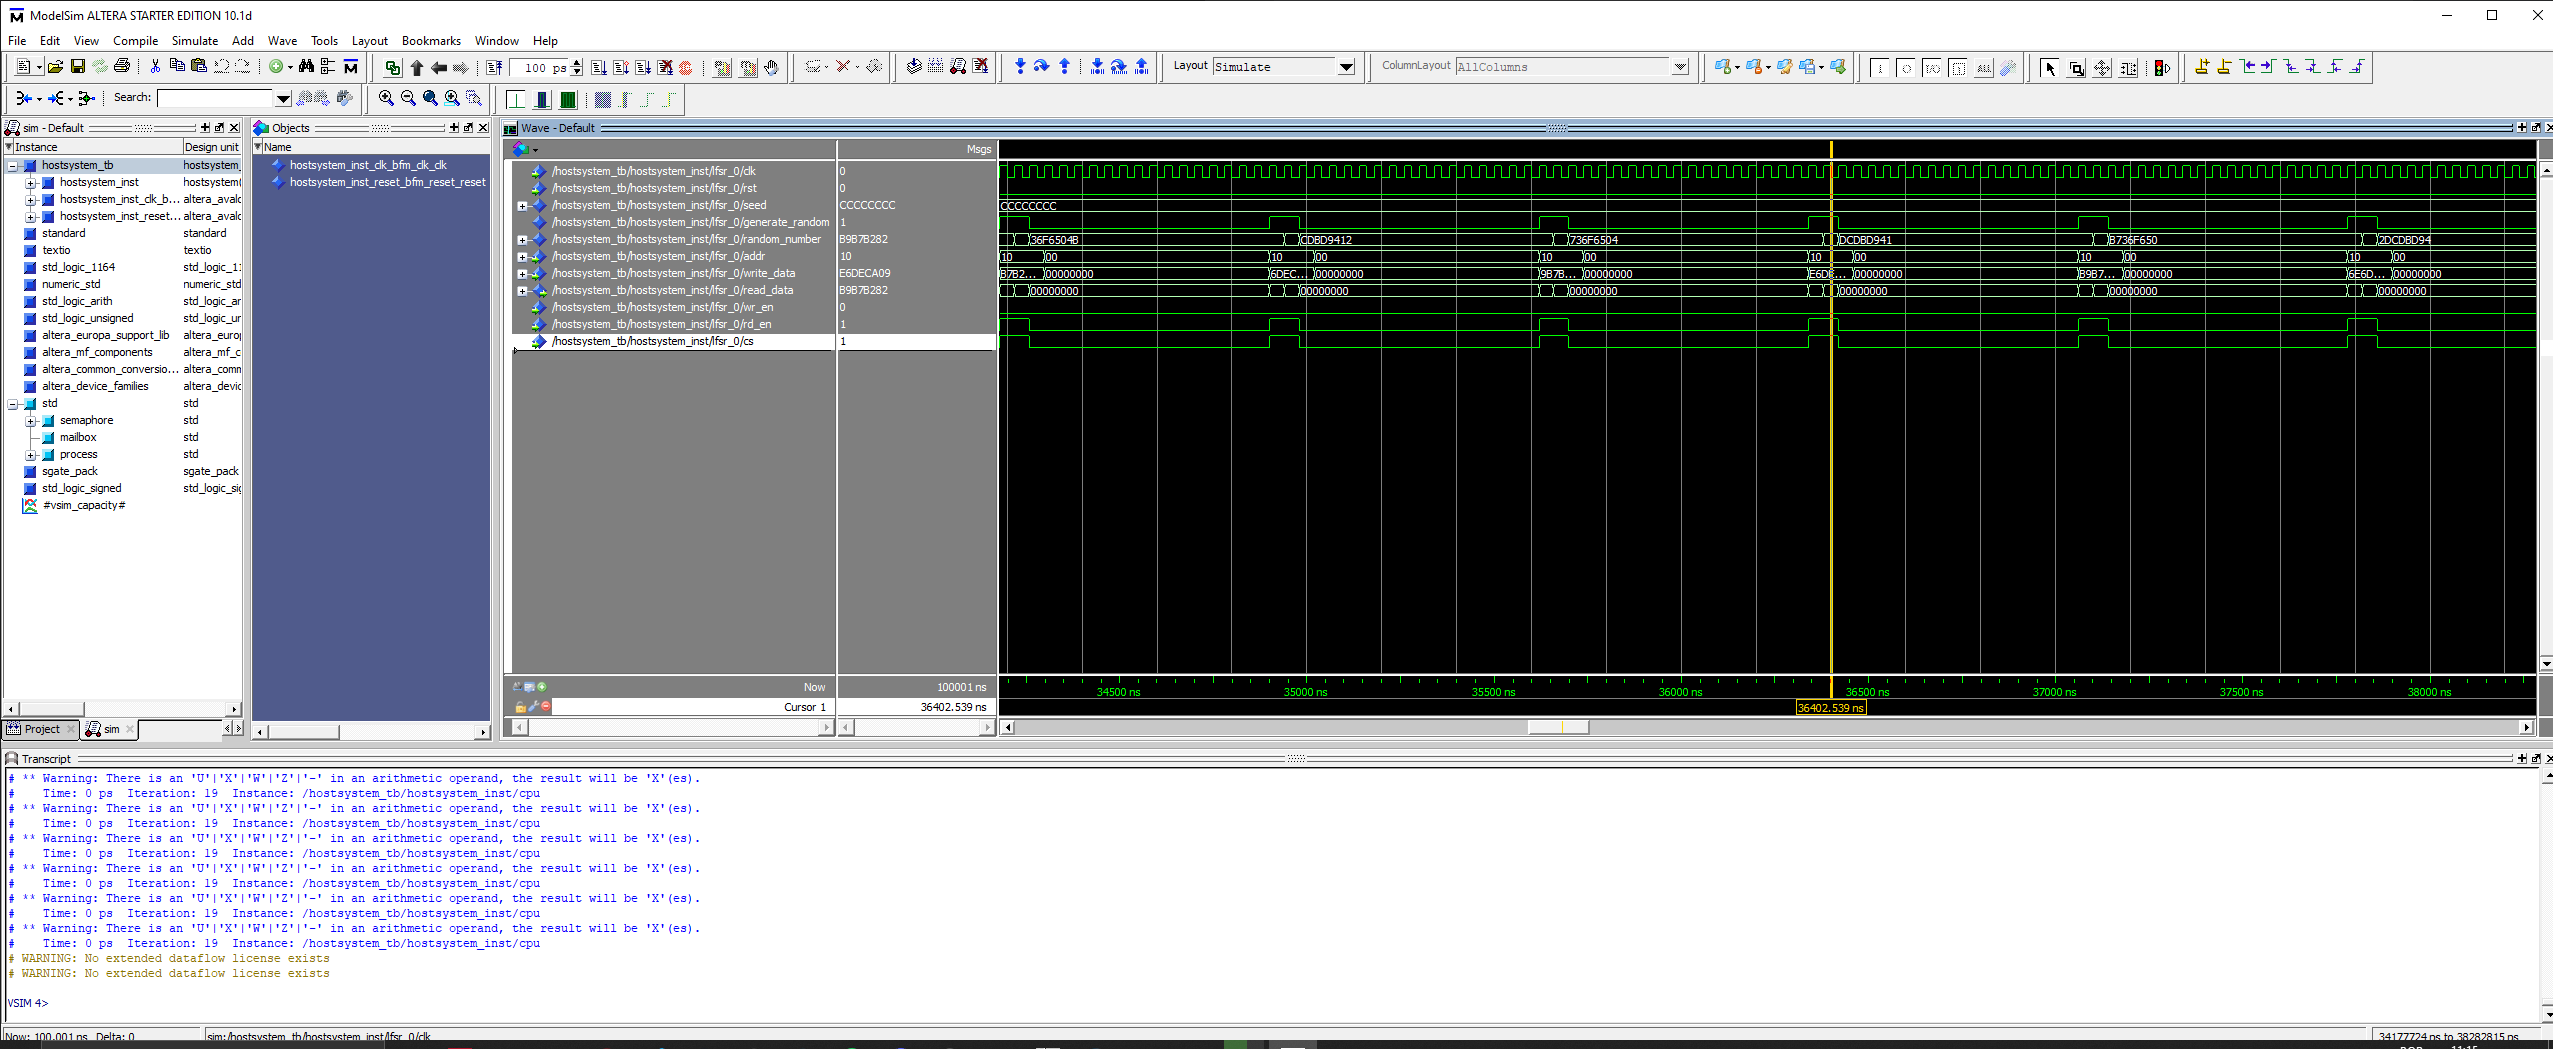 ModelSim ALTERA STARTER EDITION 10.1d
File Edit View Compile Simulate Add Wave Tools Layout Bookmarks Window Help
100 ps Layout Simulate ColumnLayout AllColumns
Search:
sim - Default
Instance Design unit
hostsystem_tb hostsystem_
hostsystem_inst hostsystem(
hostsystem_inst_clk_b... altera_avalo
hostsystem_inst_reset... altera_avalo
standard standard
textio textio
std_logic_1164 std_logic_1
numeric_std numeric_std
std_logic_arith std_logic_ar
std_logic_unsigned std_logic_ur
altera_europa_support_lib altera_euro
altera_mf_components altera_mf_c
altera_common_conversio... altera_comm
altera_device_families altera_devic
std std
semaphore std
mailbox std
process std
sgate_pack sgate_pack
std_logic_signed std_logic_si
#vsim_capacity#
Project sim
Objects
Name
hostsystem_inst_clk_bfm_clk_clk
hostsystem_inst_reset_bfm_reset_reset
Wave - Default
Msgs
/hostsystem_tb/hostsystem_inst/lfsr_0/clk 0
/hostsystem_tb/hostsystem_inst/lfsr_0/rst 0
/hostsystem_tb/hostsystem_inst/lfsr_0/seed CCCCCCCC CCCCCCCC
/hostsystem_tb/hostsystem_inst/lfsr_0/generate_random 1
/hostsystem_tb/hostsystem_inst/lfsr_0/random_number B9B7B282 36F6504B CDBD9412 736F6504 DCDBD941 B736F650 2DCDBD94
/hostsystem_tb/hostsystem_inst/lfsr_0/addr 10 10 00 10 00 10 00 10 00 10 00 10 00
/hostsystem_tb/hostsystem_inst/lfsr_0/write_data E6DECA09 B7B2... 00000000 6DEC... 00000000 9B7B... 00000000 E6DE... 00000000 B9B7... 00000000 6E6D... 00000000
/hostsystem_tb/hostsystem_inst/lfsr_0/read_data B9B7B282 00000000 00000000 00000000 00000000 00000000 00000000
/hostsystem_tb/hostsystem_inst/lfsr_0/wr_en 0
/hostsystem_tb/hostsystem_inst/lfsr_0/rd_en 1
/hostsystem_tb/hostsystem_inst/lfsr_0/cs 1
Now 100001 ns 34500 ns 35000 ns 35500 ns 36000 ns 36500 ns 37000 ns 37500 ns 38000 ns
Cursor 1 36402.539 ns 36402.539 ns
Transcript
# ** Warning: There is an 'U'|'X'|'W'|'Z'|'-' in an arithmetic operand, the result will be 'X'(es).
# Time: 0 ps Iteration: 19 Instance: /hostsystem_tb/hostsystem_inst/cpu
# ** Warning: There is an 'U'|'X'|'W'|'Z'|'-' in an arithmetic operand, the result will be 'X'(es).
# Time: 0 ps Iteration: 19 Instance: /hostsystem_tb/hostsystem_inst/cpu
# ** Warning: There is an 'U'|'X'|'W'|'Z'|'-' in an arithmetic operand, the result will be 'X'(es).
# Time: 0 ps Iteration: 19 Instance: /hostsystem_tb/hostsystem_inst/cpu
# ** Warning: There is an 'U'|'X'|'W'|'Z'|'-' in an arithmetic operand, the result will be 'X'(es).
# Time: 0 ps Iteration: 19 Instance: /hostsystem_tb/hostsystem_inst/cpu
# ** Warning: There is an 'U'|'X'|'W'|'Z'|'-' in an arithmetic operand, the result will be 'X'(es).
# Time: 0 ps Iteration: 19 Instance: /hostsystem_tb/hostsystem_inst/cpu
# ** Warning: There is an 'U'|'X'|'W'|'Z'|'-' in an arithmetic operand, the result will be 'X'(es).
# Time: 0 ps Iteration: 19 Instance: /hostsystem_tb/hostsystem_inst/cpu
# WARNING: No extended dataflow license exists
# WARNING: No extended dataflow license exists
VSIM 4>
Now: 100,001 ns Delta: 0 sim:/hostsystem_tb/hostsystem_inst/lfsr_0/clk 34177724 ps to 38282815 ps